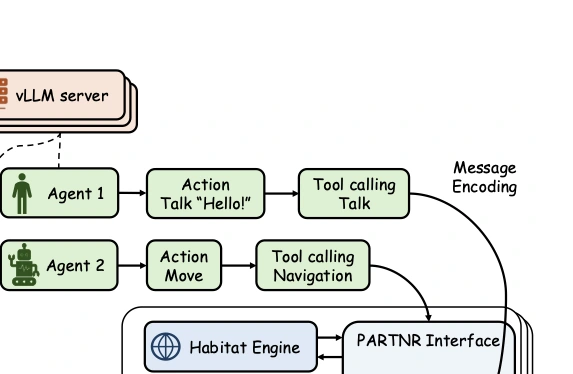 vLLM server
Message
Encoding
Agent 1
Action
Talk “Hello!”
Tool calling
Talk
Agent 2
Action
Move
Tool calling
Navigation
Habitat Engine
PARTNR Interface